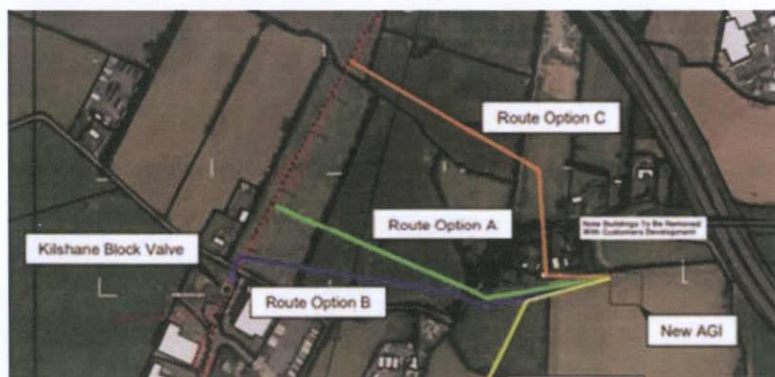 Route Option C
Route Option A
Note Buildings To Be Removed
With Customers Development
Kilshane Block Valve
Route Option B
New AGI